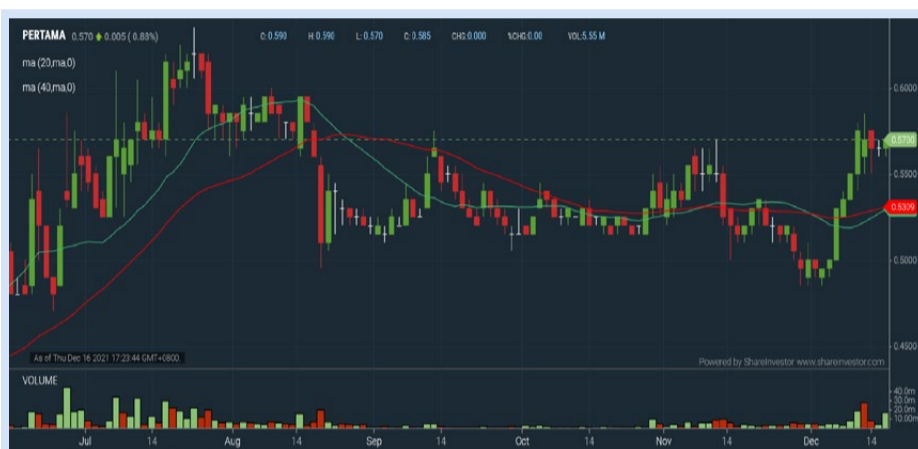 PERTAMA 0.570 0.005 ( 0.88%) O: 0.590 H: 0.590 L: 0.570 C: 0.585 CHG:0.000 %CHG:0.00 VOL:5.55 M
ma (20,ma,0)
ma (40,ma,0)
0.6000
0.5700
0.5500
0.5309
0.5000
0.4500
As of Thu Dec 16 2021 17:23:44 GMT+0800.
Powered by ShareInvestor www.shareinvestor.com
VOLUME
40.0m
30.0m
20.0m
10.00m
Jul 14 Aug 14 Sep 14 Oct 14 Nov 14 Dec 14